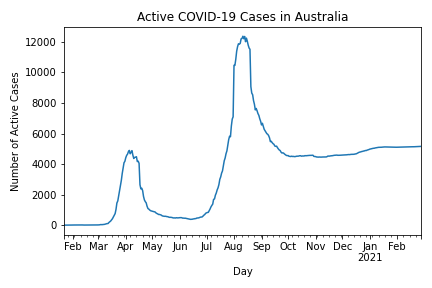 Active COVID-19 Cases in Australia
12000
10000
8000
6000
4000
2000
0
Number of Active Cases
Feb Mar Apr May Jun Jul Aug Sep Oct Nov Dec Jan Feb
2021
Day